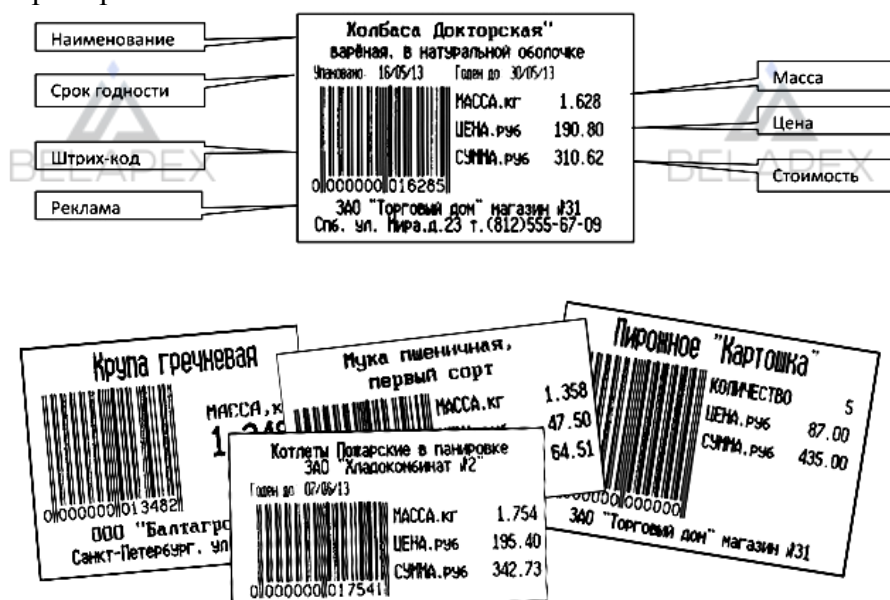 Наименование
Срок годности
Штрих-код
Реклама
Колбаса Докторская"
варёная, в натуральной оболочке
Упаковано 16/05/13 Годен до 30/05/13
МАССА.кг 1.628
ЦЕНА.руб 190.80
СУММА.руб 310.62
0 000000 016285
ЗАО "Торговый дом" магазин №31
Спб. ул. Мира.д.23 т.(812)555-67-09
Масса
Цена
Стоимость
BELAPEX
BELAPEX
Крупа гречневая
МАССА,к
0 000000 013482
ООО "Балтагро
Санкт-Петербург. ул
Мука пшеничная,
первый сорт
МАССА.кг 1.358
47.50
64.51
Котлеты Пожарские в панировке
ЗАО "Хладокомбинат №2"
Годен до 07/06/13
МАССА.кг 1.754
ЦЕНА.руб 195.40
СУММА.руб 342.73
0 000000 017541
Пирожное "Картошка"
КОЛИЧЕСТВО 5
ЦЕНА.руб 87.00
СУММА.руб 435.00
000000
ЗАО "Торговый дом" магазин №31